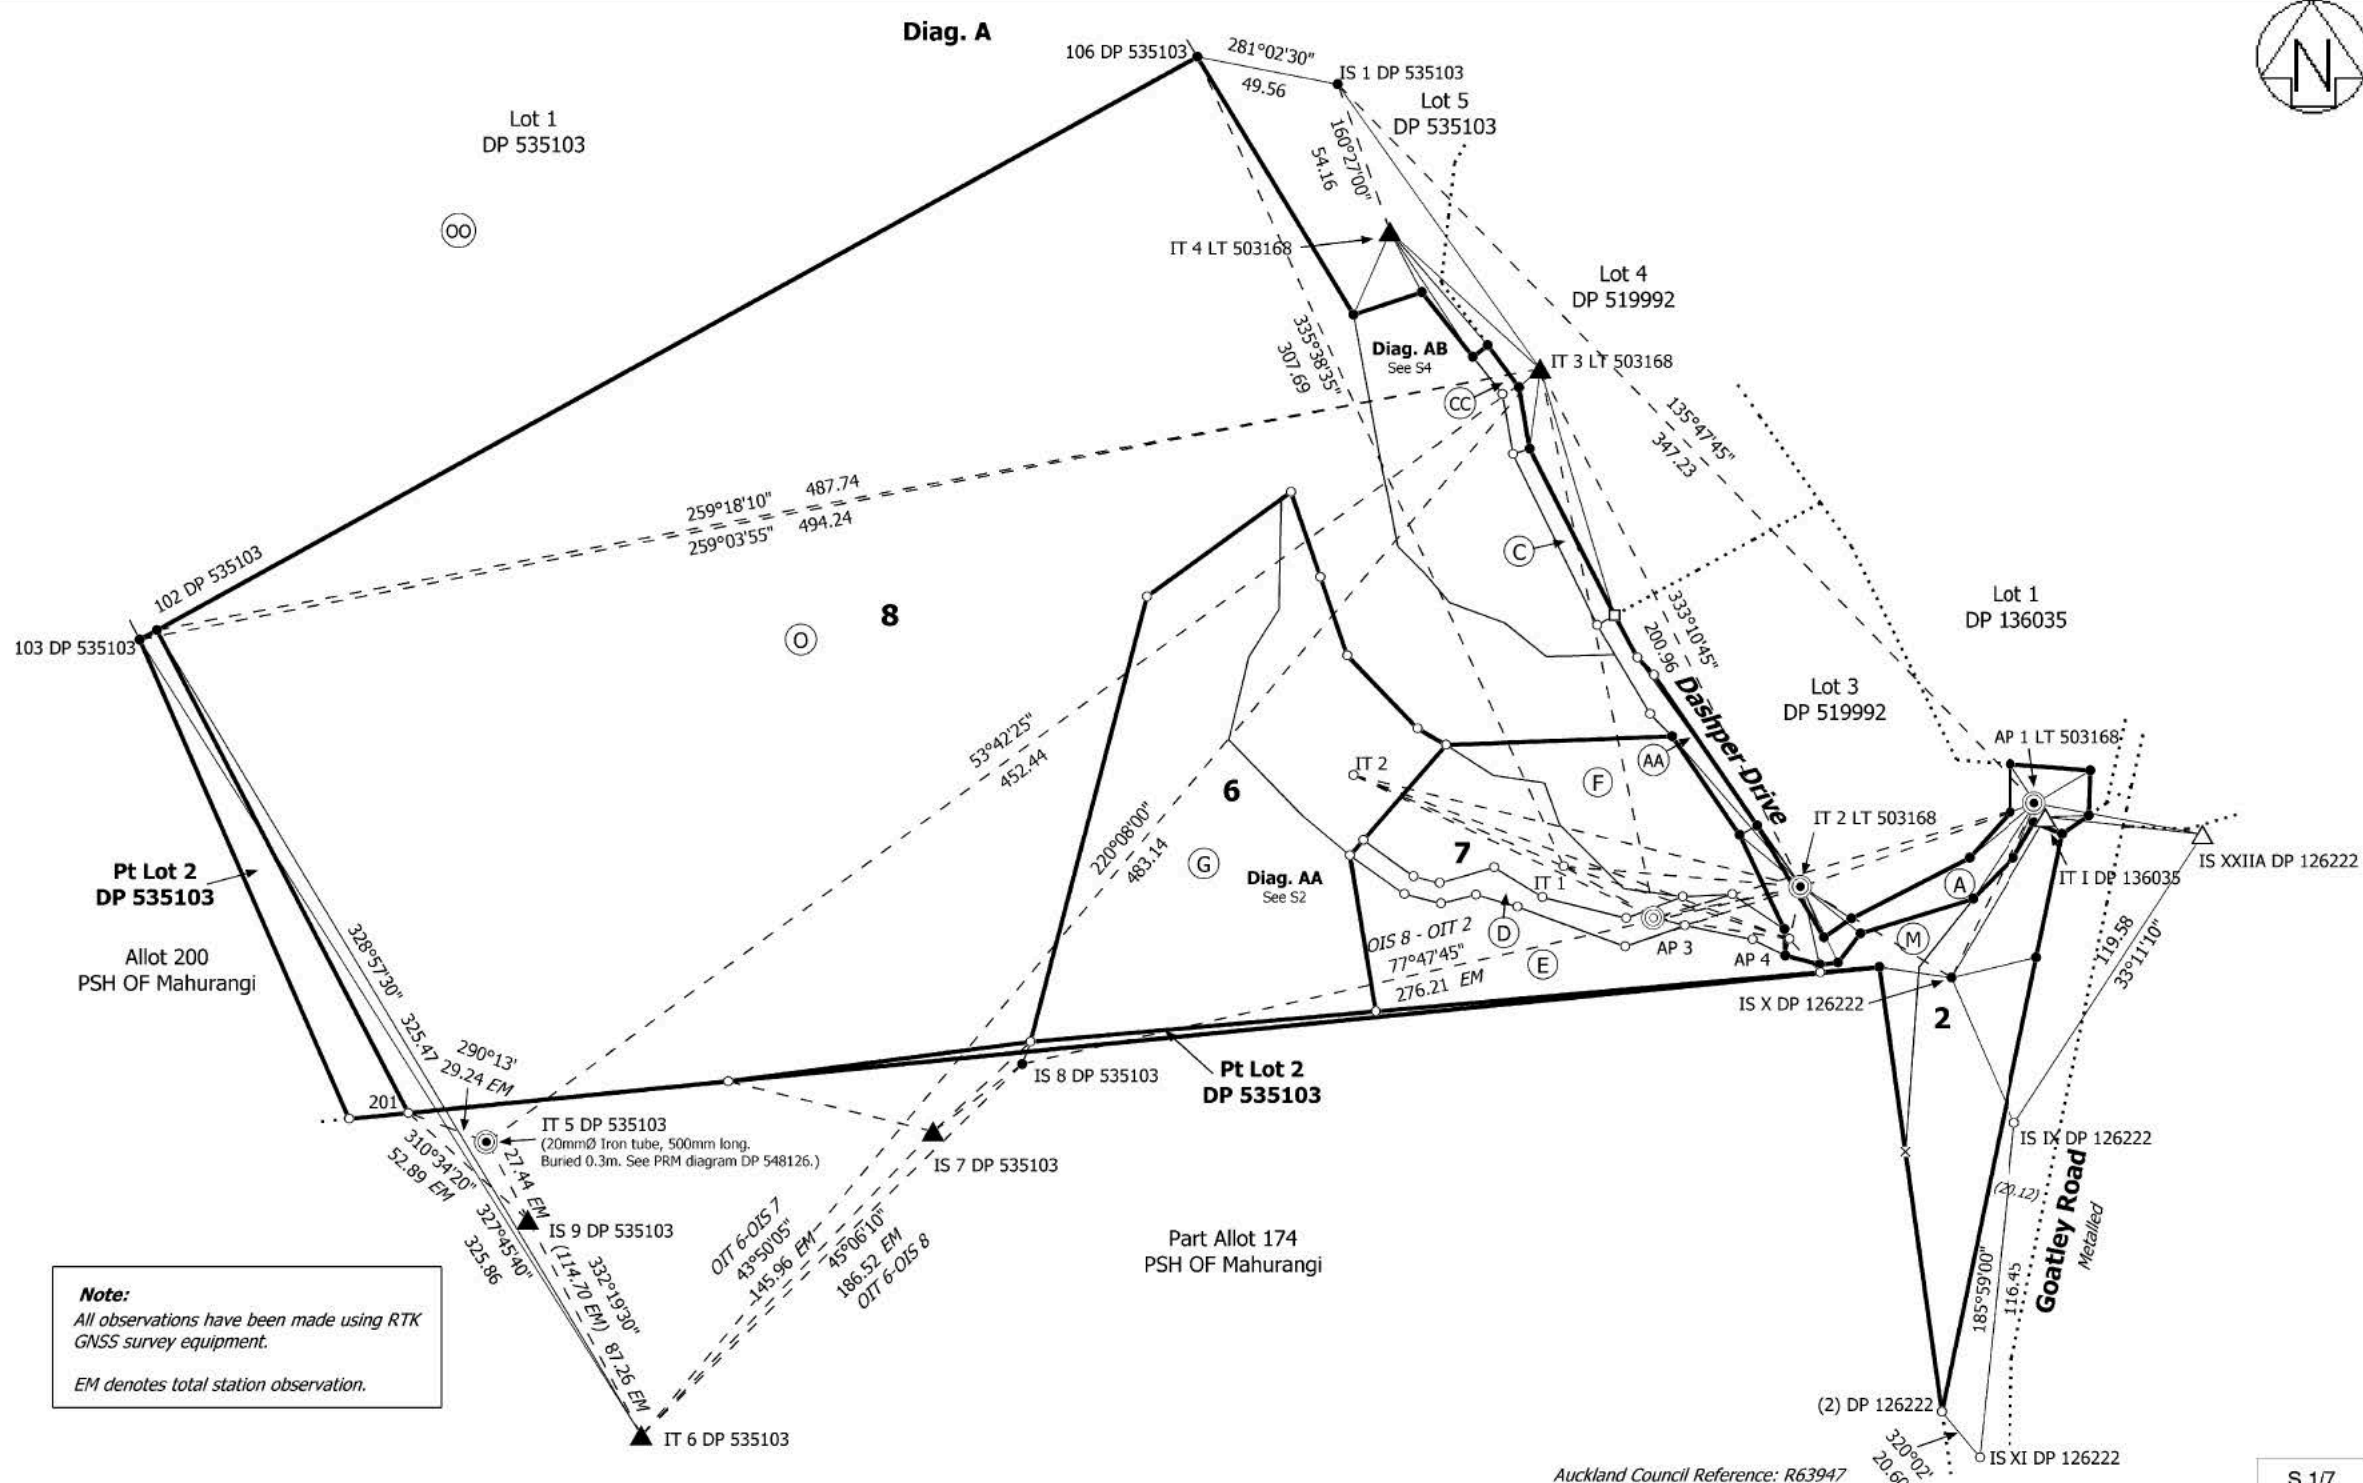 Diag. A
N
106 DP 535103
281°02'30"
49.56
IS 1 DP 535103
Lot 5
DP 535103
Lot 1
DP 535103
OO
160°27'00"
54.16
IT 4 LT 503168
Lot 4
DP 519992
335°38'35"
307.69
Diag. AB
See S4
IT 3 LT 503168
CC
135°47'45"
347.23
259°18'10" 487.74
259°03'55" 494.24
C
102 DP 535103
103 DP 535103
8
O
Lot 1
DP 136035
333°10'45"
200.96
Dashper Drive
Lot 3
DP 519992
AP 1 LT 503168
53°42'25"
452.44
IT 2
AA
F
6
IT 2 LT 503168
220°08'00"
483.14
G
7
IT 1
IS XXIIA DP 126222
IT I DP 136035
A
Pt Lot 2
DP 535103
Diag. AA
See S2
D
AP 3
AP 4
M
119.58
33°11'10"
Allot 200
PSH OF Mahurangi
328°57'30"
325.47
OIS 8 - OIT 2
77°47'45"
276.21 EM
E
IS X DP 126222
2
290°13'
29.24 EM
201
IS 8 DP 535103
Pt Lot 2
DP 535103
IT 5 DP 535103
(20mmØ Iron tube, 500mm long.
Buried 0.3m. See PRM diagram DP 548126.)
310°34'20"
52.89 EM
27.44 EM
IS 7 DP 535103
IS IX DP 126222
(20.12)
Goatley Road
Metalled
IS 9 DP 535103
327°45'40"
325.86
(114.70 EM)
332°19'30"
87.26 EM
OIT 6-OIS 7
43°50'05"
145.96 EM
45°06'10"
186.52 EM
OIT 6-OIS 8
Part Allot 174
PSH OF Mahurangi
185°59'00"
116.45
Note:
All observations have been made using RTK
GNSS survey equipment.
EM denotes total station observation.
IT 6 DP 535103
(2) DP 126222
320°02'
IS XI DP 126222
Auckland Council Reference: R63947
S 1/7